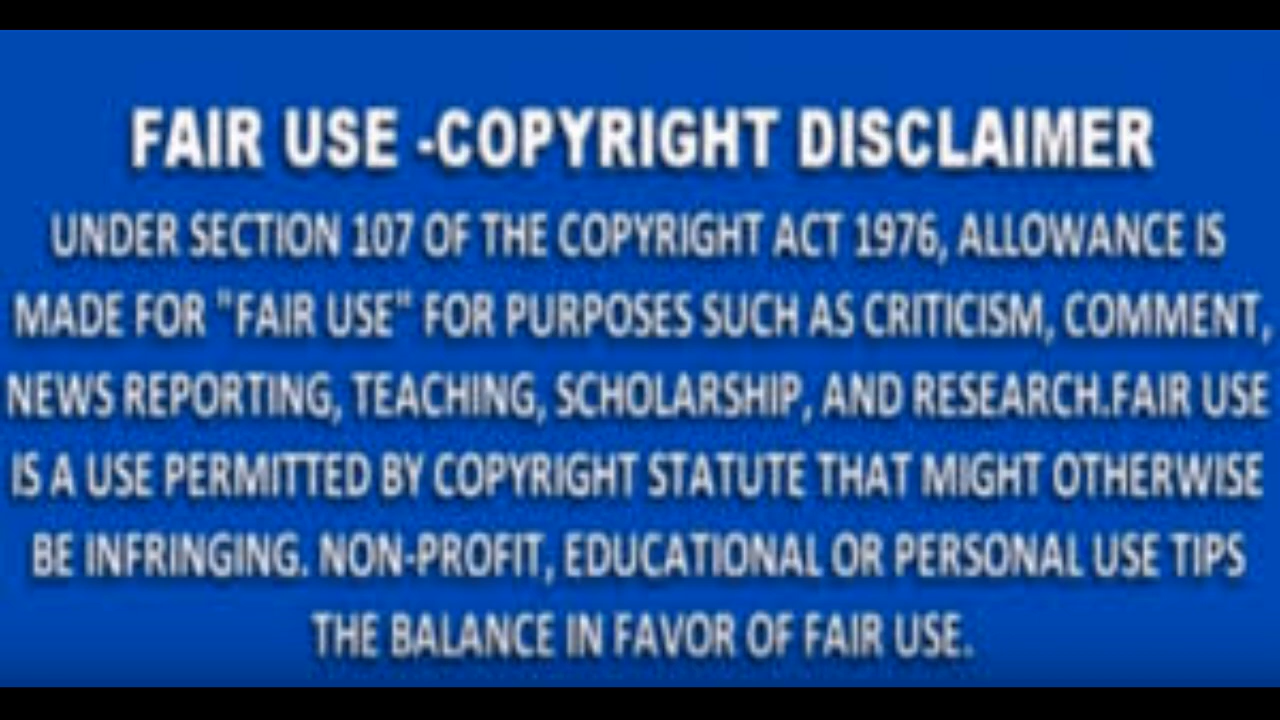 FAIR USE -COPYRIGHT DISCLAIMER
UNDER SECTION 107 OF THE COPYRIGHT ACT 1976, ALLOWANCE IS
MADE FOR "FAIR USE" FOR PURPOSES SUCH AS CRITICISM, COMMENT,
NEWS REPORTING, TEACHING, SCHOLARSHIP, AND RESEARCH.FAIR USE
IS A USE PERMITTED BY COPYRIGHT STATUTE THAT MIGHT OTHERWISE
BE INFRINGING. NON-PROFIT, EDUCATIONAL OR PERSONAL USE TIPS
THE BALANCE IN FAVOR OF FAIR USE.